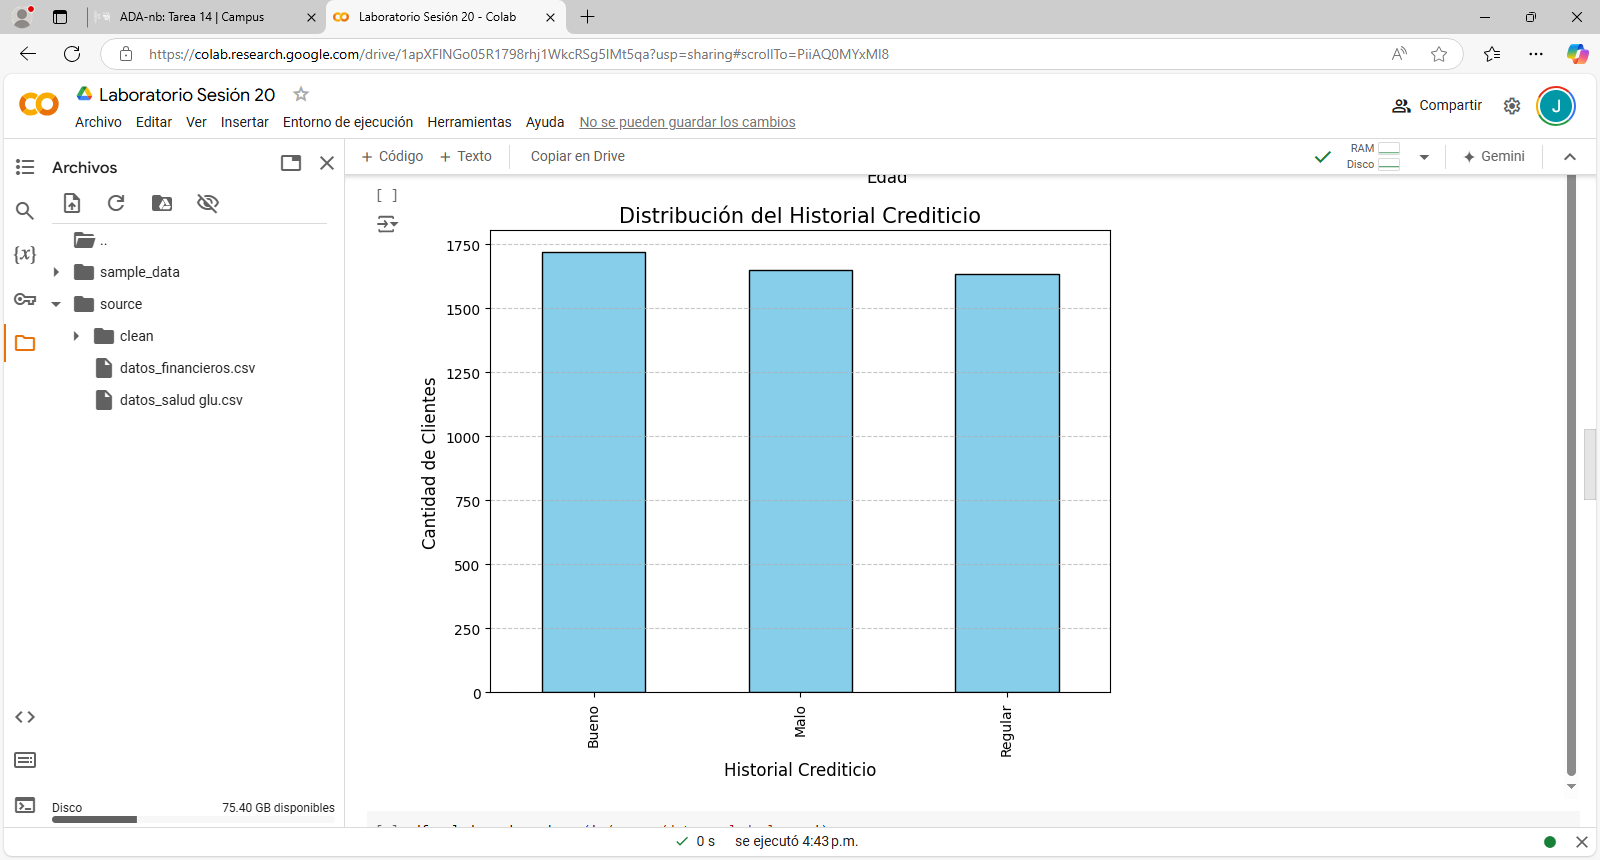 ADA-nb: Tarea 14 | Campus
Laboratorio Sesión 20 - Colab
https://colab.research.google.com/drive/1apXFlNGo05R1798rhj1WkcRSg5lMt5qa?usp=sharing#scrollTo=PiiAQ0MYxMl8
Laboratorio Sesión 20
Archivo Editar Ver Insertar Entorno de ejecución Herramientas Ayuda No se pueden guardar los cambios
Compartir
J
Archivos
+ Código + Texto Copiar en Drive
RAM
Disco
Gemini
..
sample_data
source
clean
datos_financieros.csv
datos_salud glu.csv
Disco 75.40 GB disponibles
[ ]
Edad
Distribución del Historial Crediticio
1750
1500
1250
1000
750
500
250
0
Cantidad de Clientes
Bueno
Malo
Regular
Historial Crediticio
0 s se ejecutó 4:43 p.m.